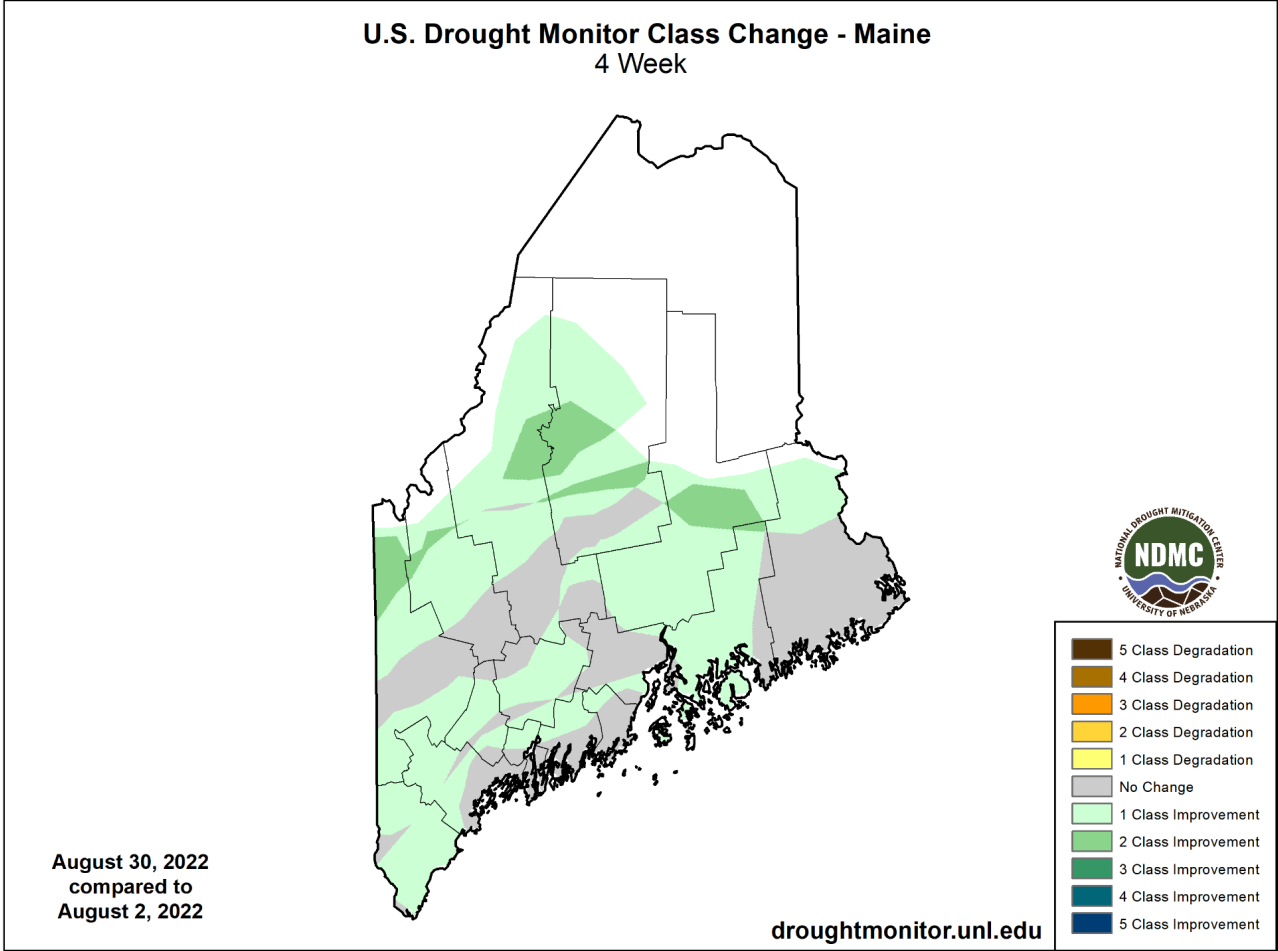 U.S. Drought Monitor Class Change - Maine
4 Week
NATIONAL DROUGHT MITIGATION CENTER
NDMC
UNIVERSITY OF NEBRASKA
5 Class Degradation
4 Class Degradation
3 Class Degradation
2 Class Degradation
1 Class Degradation
No Change
1 Class Improvement
2 Class Improvement
3 Class Improvement
4 Class Improvement
5 Class Improvement
August 30, 2022
compared to
August 2, 2022
droughtmonitor.unl.edu